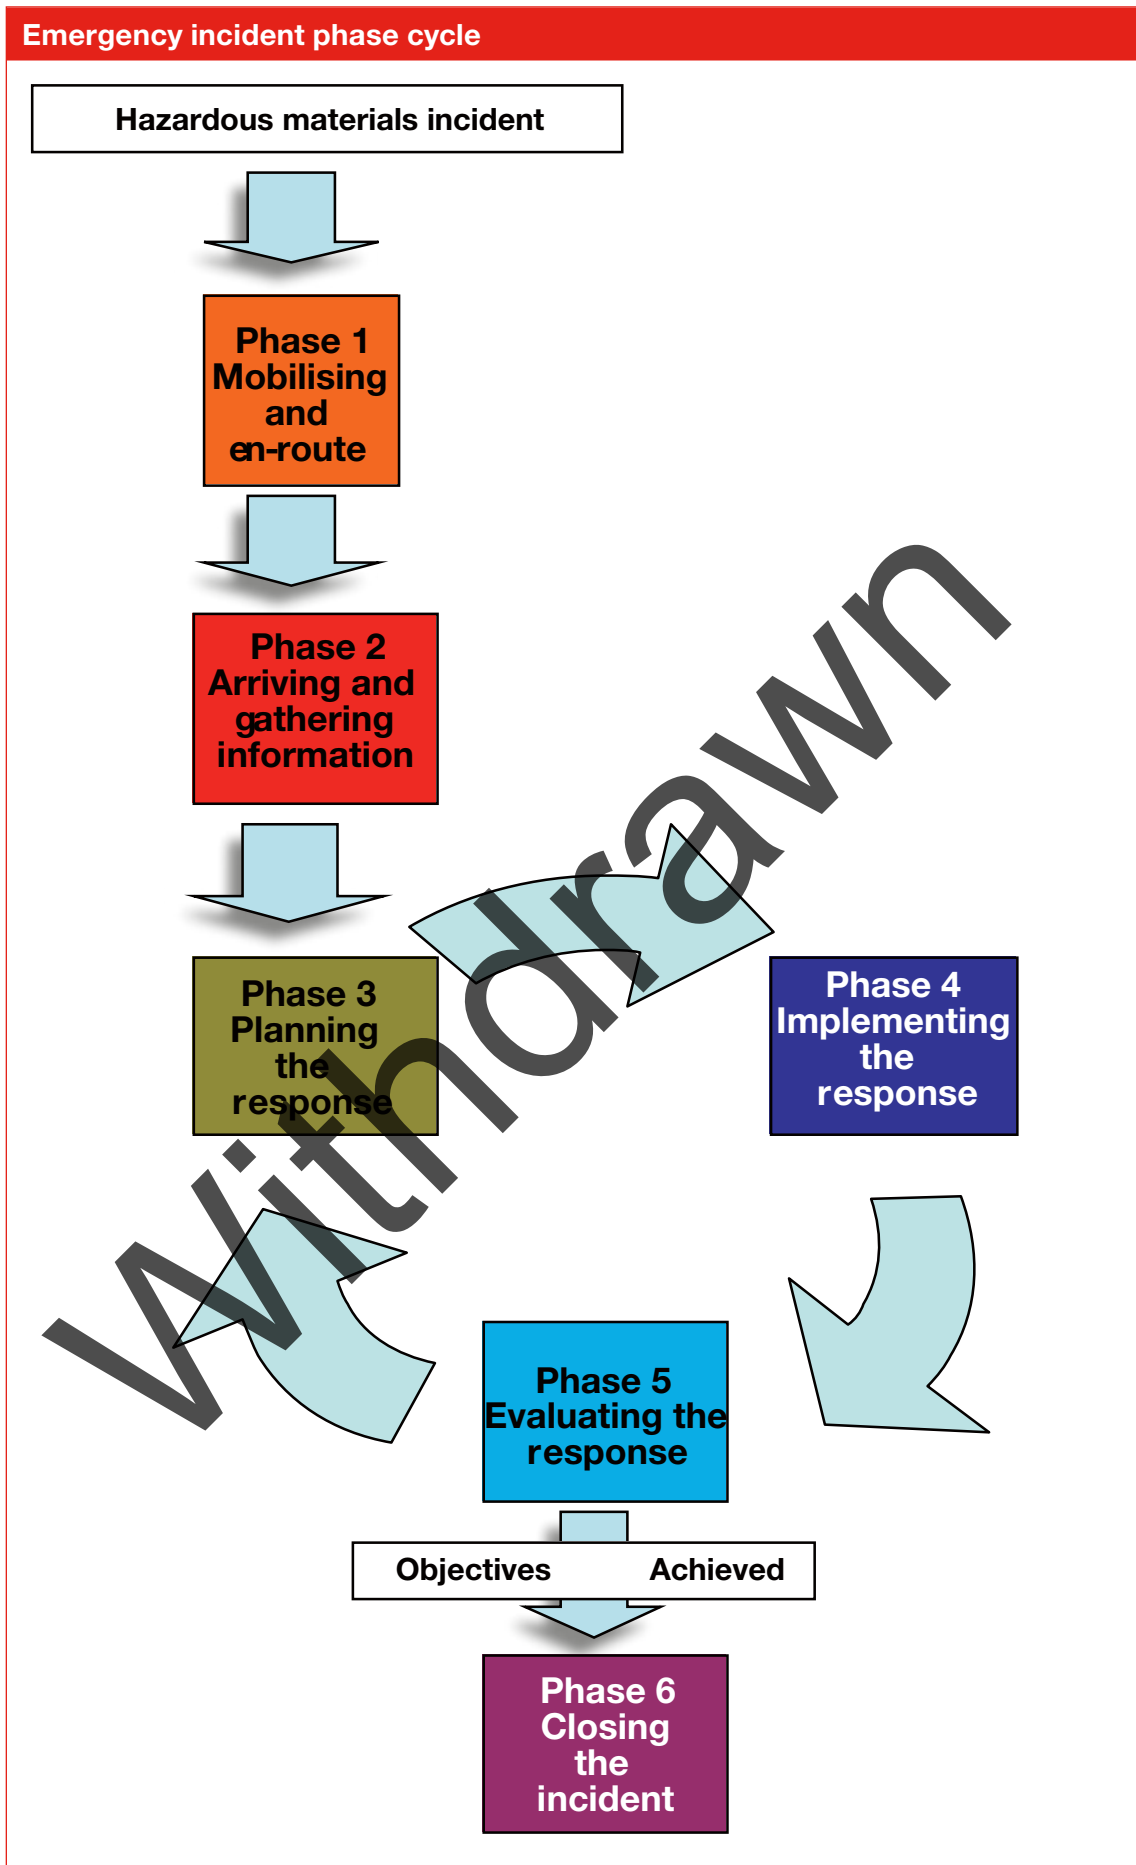 Emergency incident phase cycle
Hazardous materials incident
Phase 1
Mobilising
and
en-route
Phase 2
Arriving and
gathering
information
Phase 3
Planning
the
response
Phase 4
Implementing
the
response
Phase 5
Evaluating the
response
Objectives Achieved
Phase 6
Closing
the
incident
Withdrawn